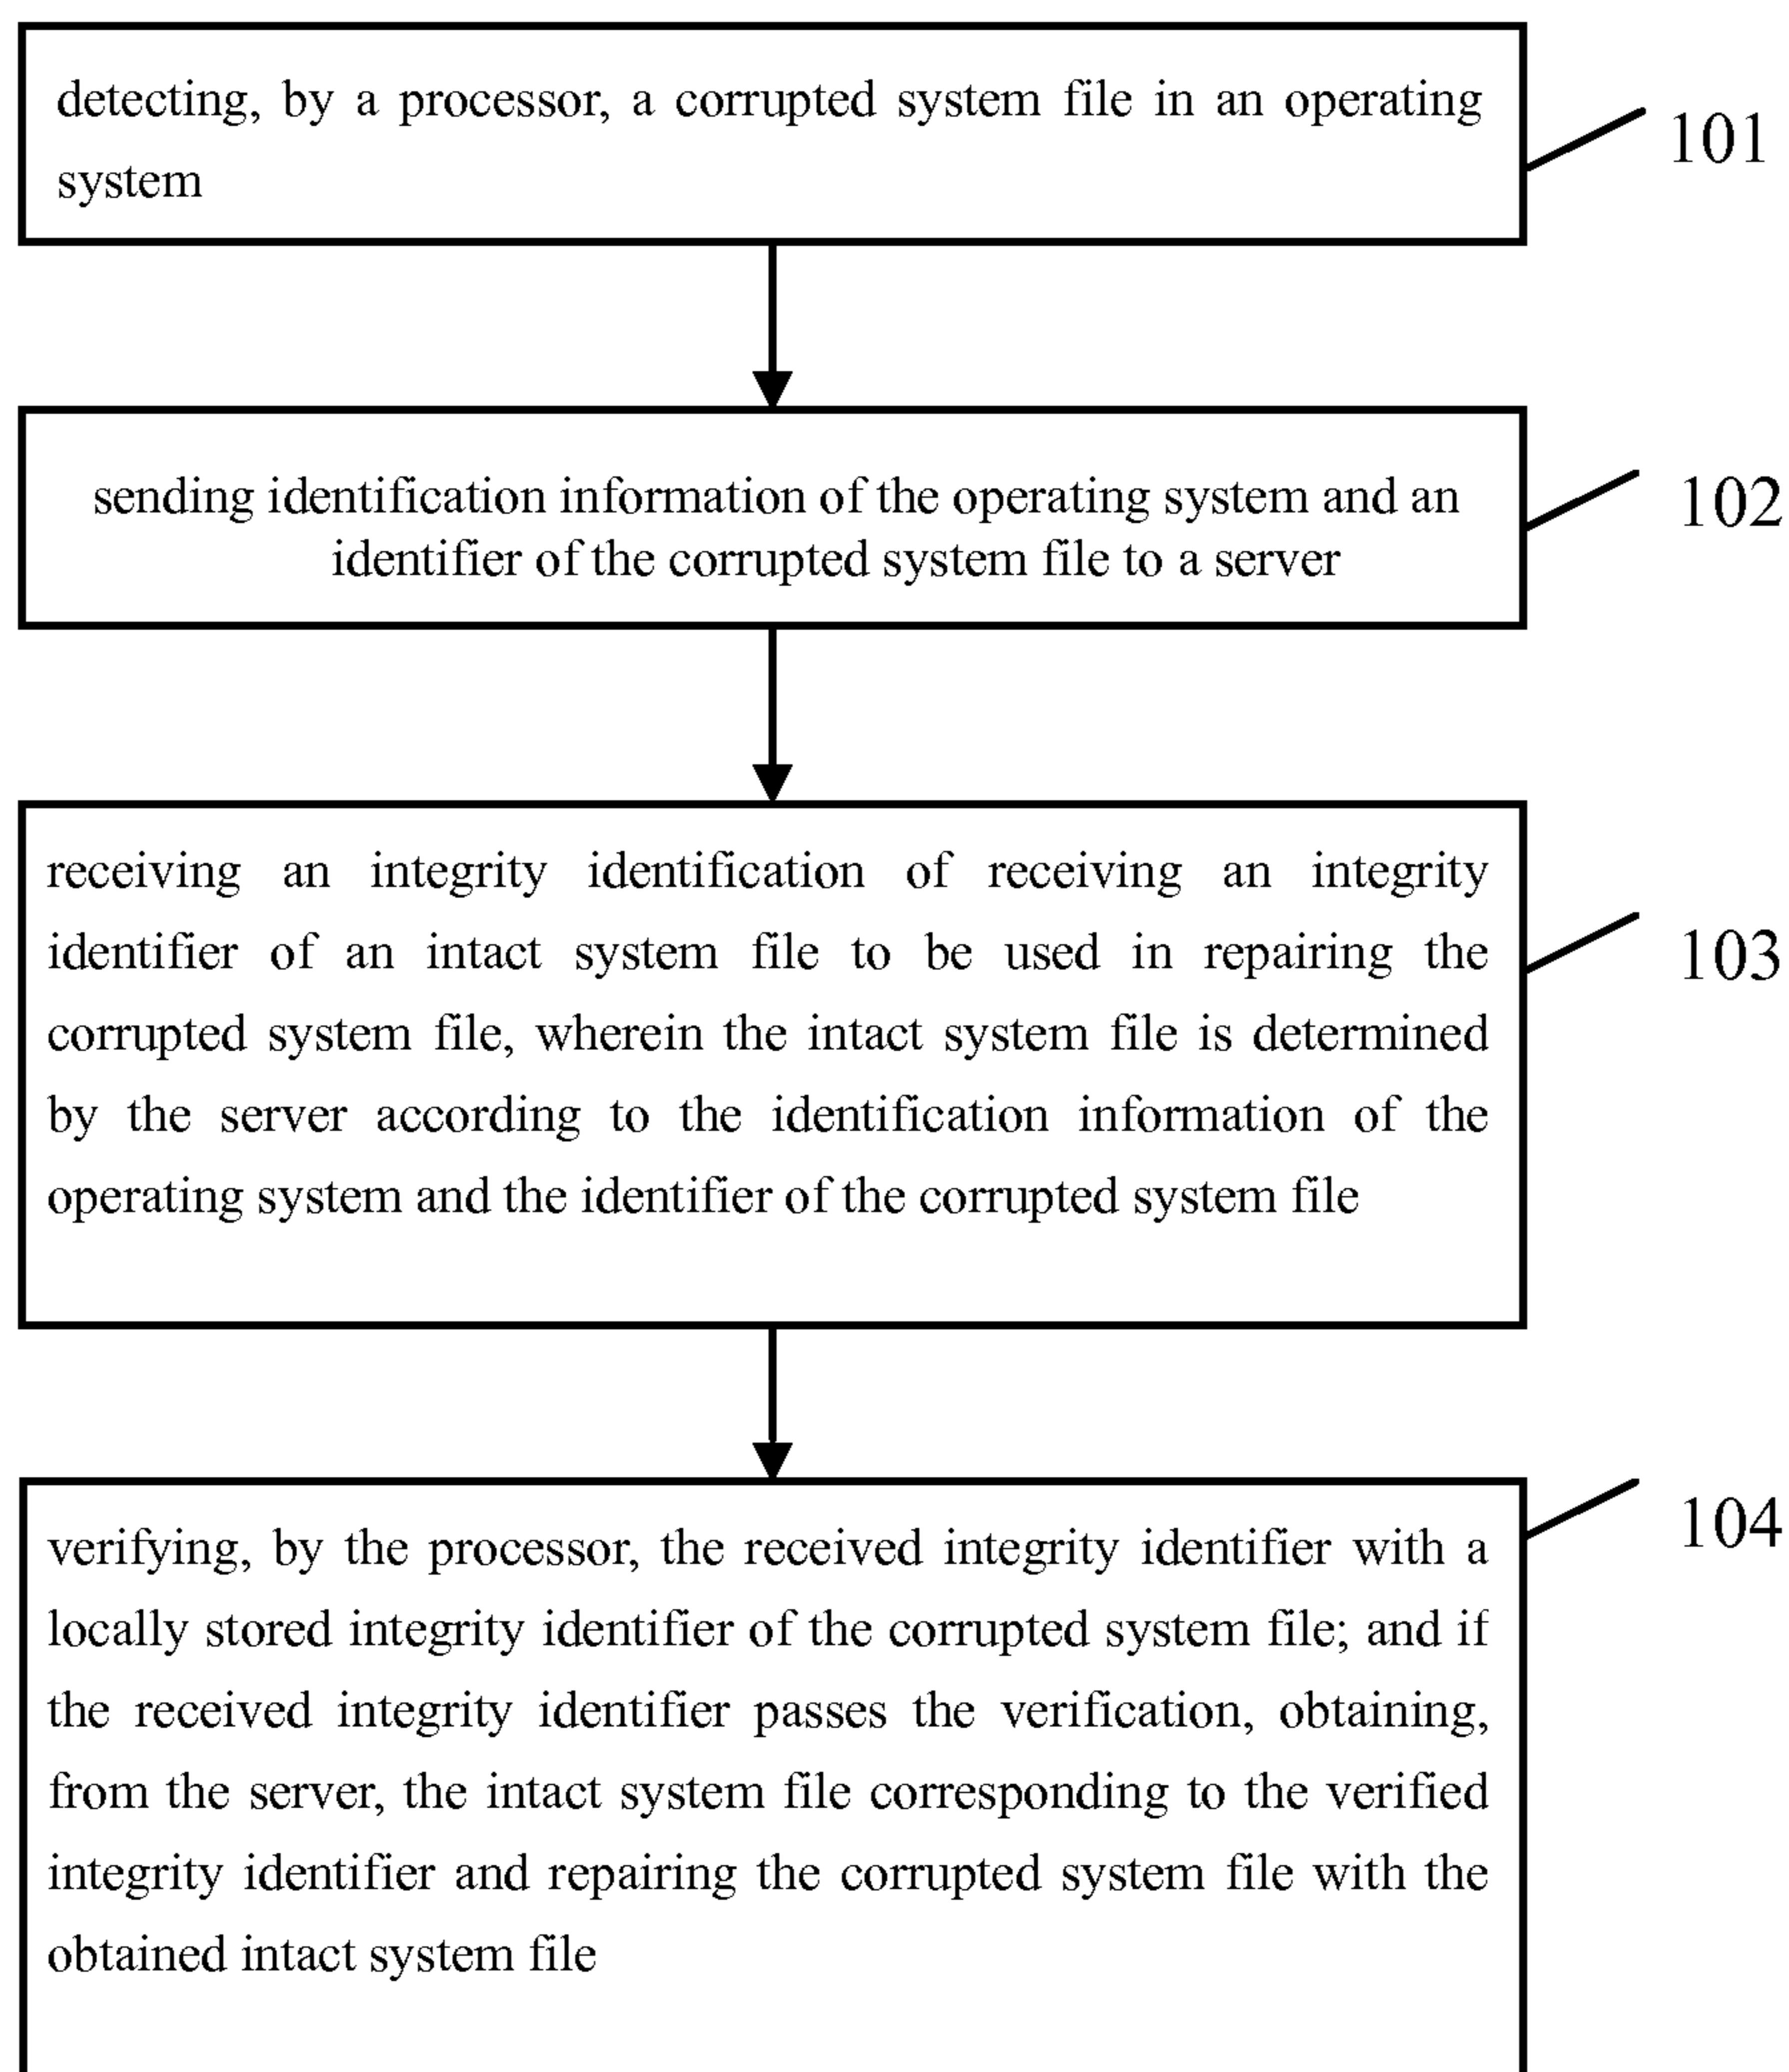 detecting, by a processor, a corrupted system file in an operating
system
101
sending identification information of the operating system and an
identifier of the corrupted system file to a server
102
receiving an integrity identification of receiving an integrity
identifier of an intact system file to be used in repairing the
corrupted system file, wherein the intact system file is determined
by the server according to the identification information of the
operating system and the identifier of the corrupted system file
103
verifying, by the processor, the received integrity identifier with a
locally stored integrity identifier of the corrupted system file; and if
the received integrity identifier passes the verification, obtaining,
from the server, the intact system file corresponding to the verified
integrity identifier and repairing the corrupted system file with the
obtained intact system file
104